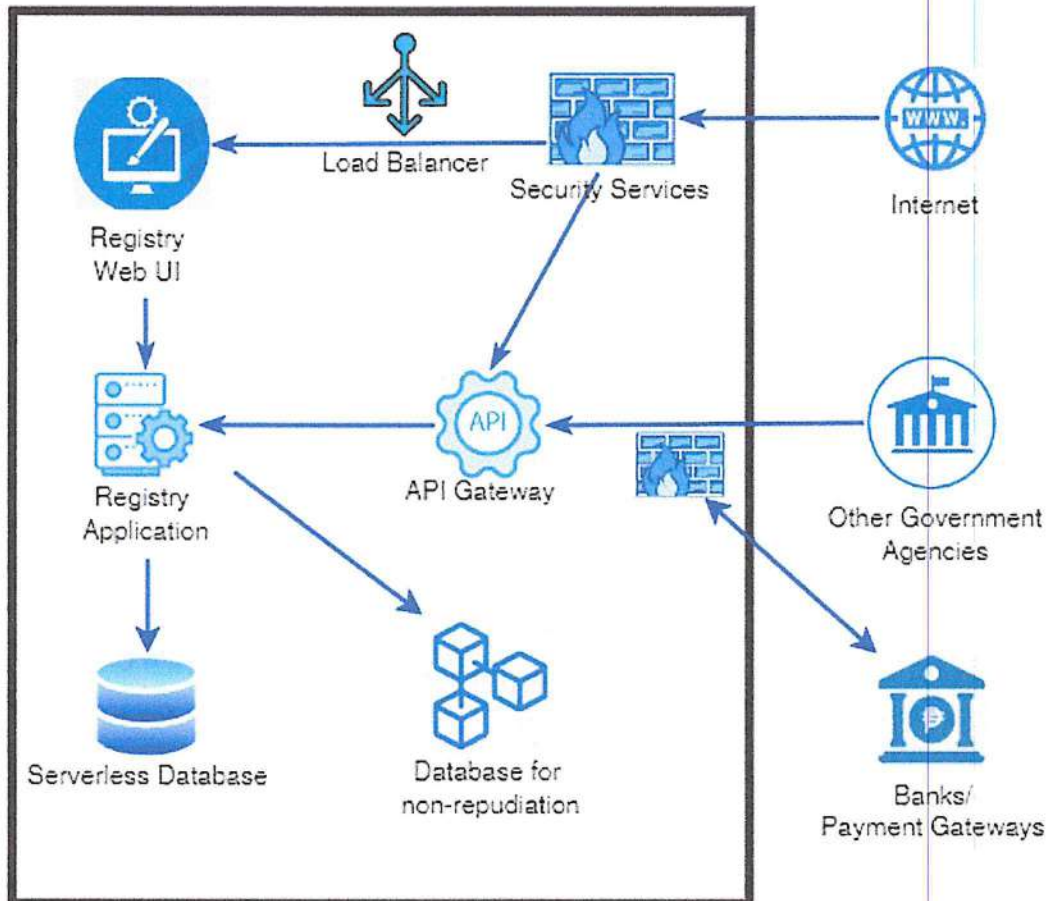 WWW.
Load Balancer
Security Services
Internet
Registry
Web UI
API
API Gateway
Registry
Application
Other Government
Agencies
Serverless Database
Database for
non-repudiation
Banks/
Payment Gateways